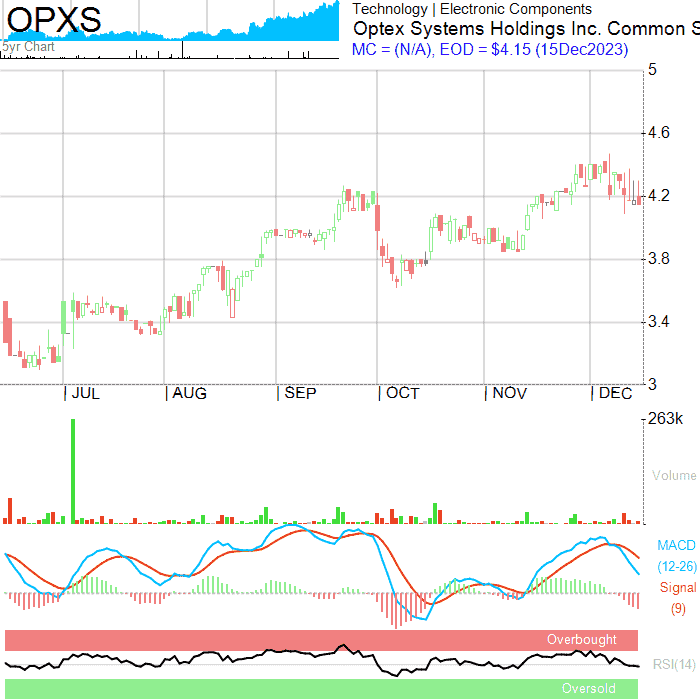 OPXS
5yr Chart
Technology | Electronic Components
Optex Systems Holdings Inc. Common S
MC = (N/A), EOD = $4.15 (15Dec2023)
5
4.6
4.2
3.8
3.4
3
| JUL | AUG | SEP | OCT | NOV | DEC
263k
Volume
MACD
(12-26)
Signal
(9)
Overbought
RSI(14)
Oversold